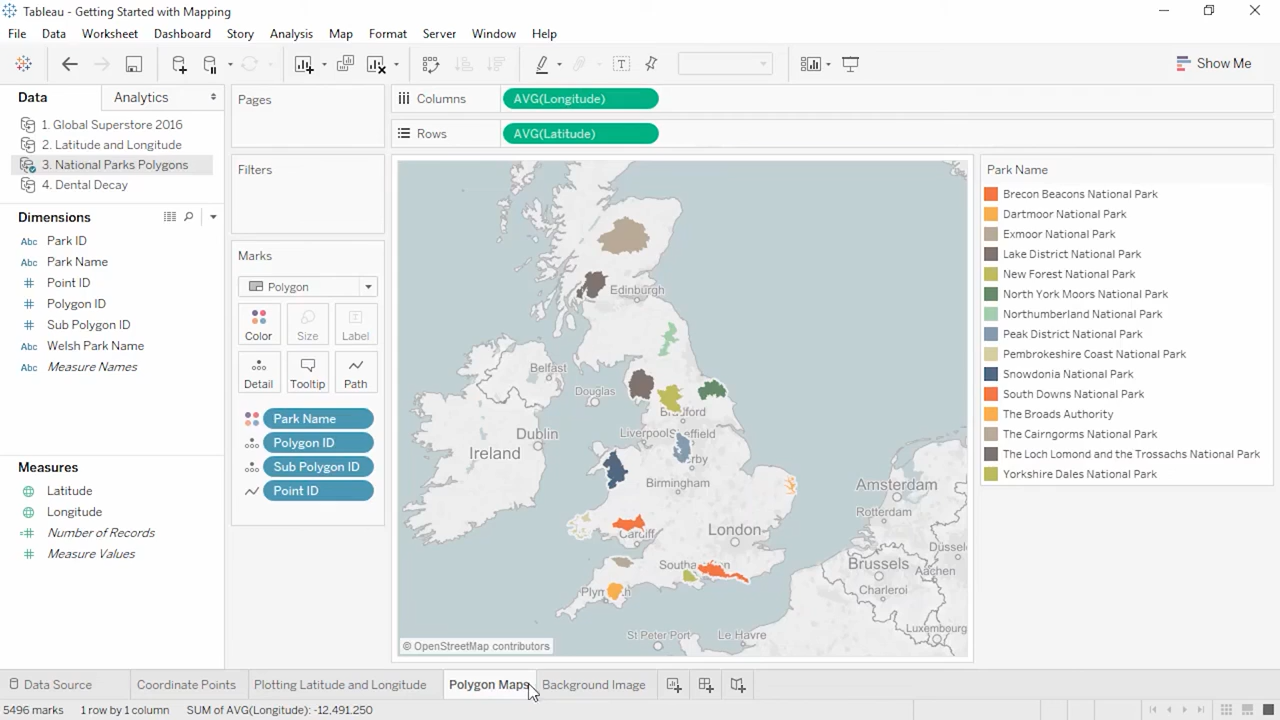 Tableau - Getting Started with Mapping
File Data Worksheet Dashboard Story Analysis Map Format Server Window Help
Show Me
Data Analytics
1. Global Superstore 2016
2. Latitude and Longitude
3. National Parks Polygons
4. Dental Decay
Dimensions
Abc Park ID
Abc Park Name
# Point ID
# Polygon ID
# Sub Polygon ID
Abc Welsh Park Name
Abc Measure Names
Measures
Latitude
Longitude
# Number of Records
# Measure Values
Pages
Filters
Marks
Polygon
Color Size Label
Detail Tooltip Path
Park Name
Polygon ID
Sub Polygon ID
Point ID
Columns AVG(Longitude)
Rows AVG(Latitude)
Edinburgh
Belfast
Douglas
Bradford
Dublin
Liverpool Sheffield
Ireland
Birmingham
Amsterdam
Rotterdam
London
Cardiff
Brussels
Aachen
Charleroi
St Peter Port Le Havre
Luxembourg
© OpenStreetMap contributors
Park Name
Brecon Beacons National Park
Dartmoor National Park
Exmoor National Park
Lake District National Park
New Forest National Park
North York Moors National Park
Northumberland National Park
Peak District National Park
Pembrokeshire Coast National Park
Snowdonia National Park
South Downs National Park
The Broads Authority
The Cairngorms National Park
The Loch Lomond and the Trossachs National Park
Yorkshire Dales National Park
Data Source Coordinate Points Plotting Latitude and Longitude Polygon Maps Background Image
5496 marks 1 row by 1 column SUM of AVG(Longitude): -12,491.250